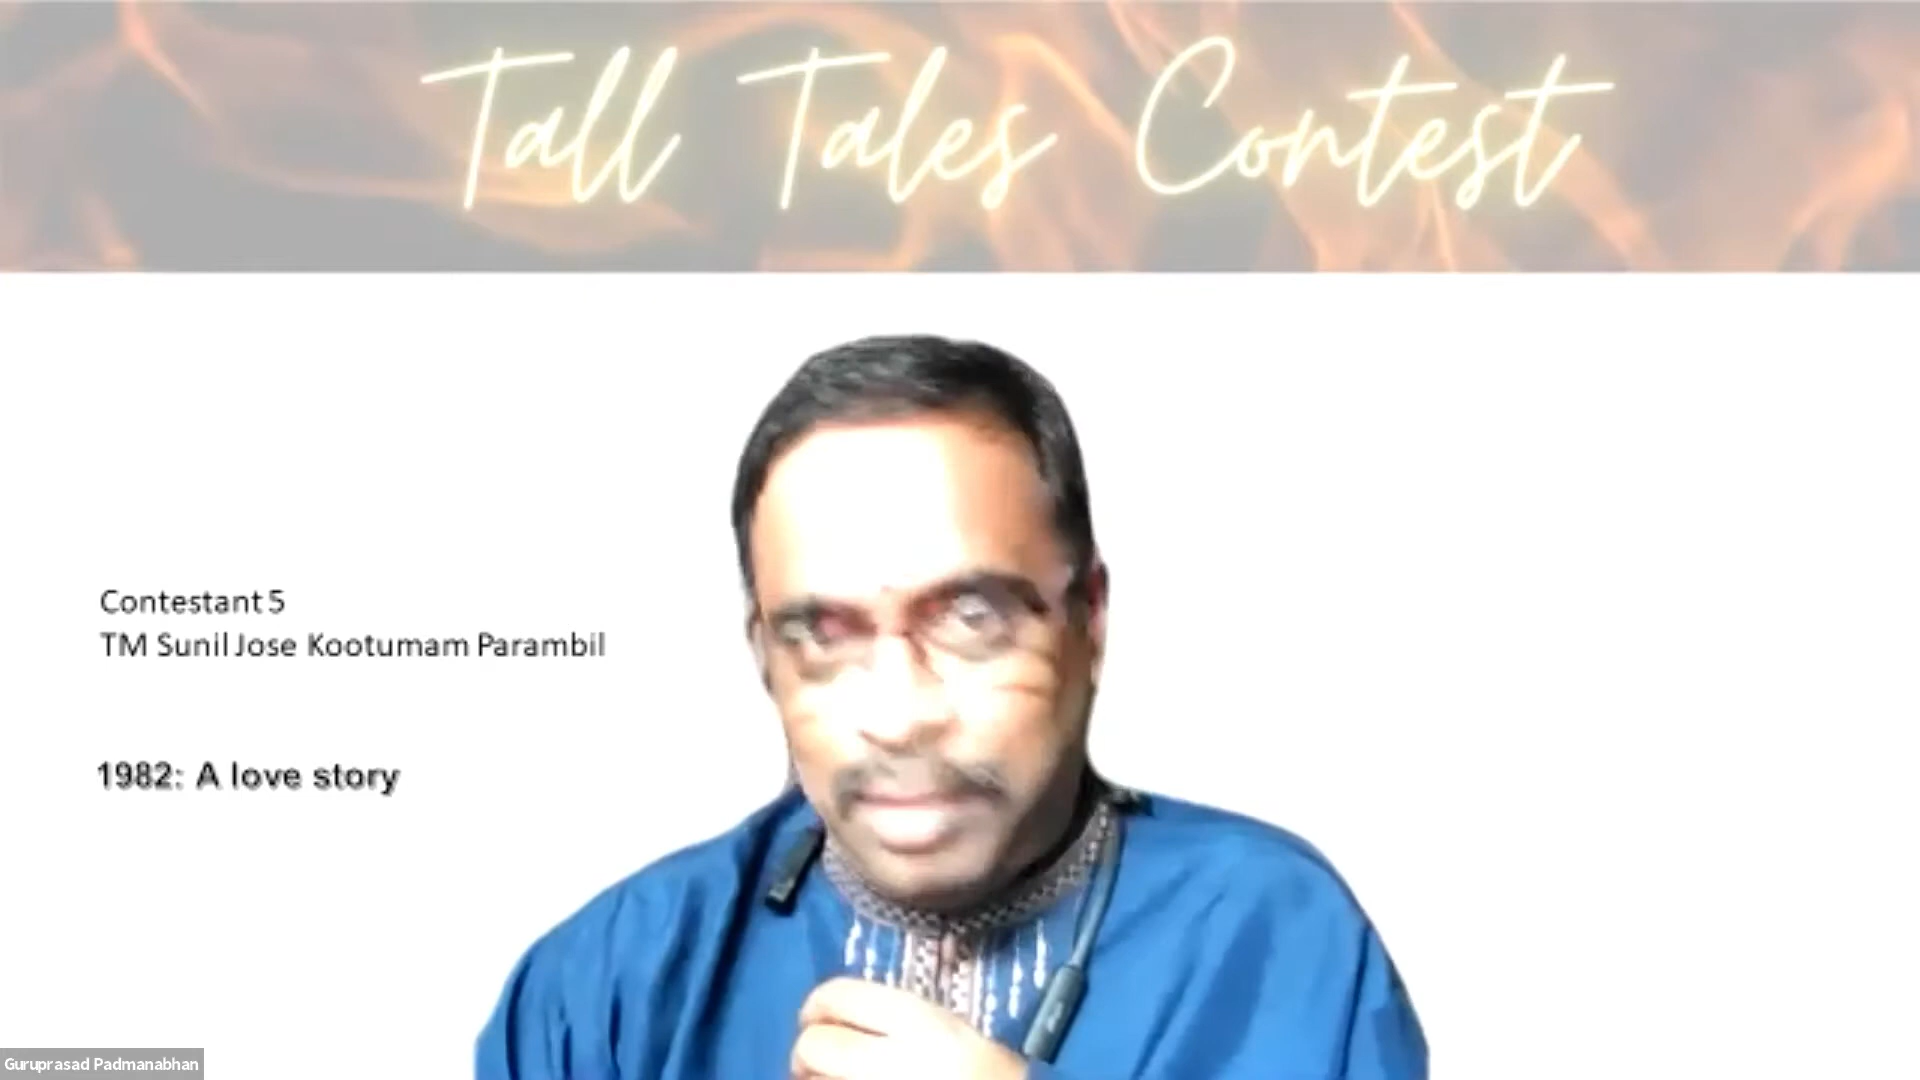 Tall Tales Contest
Contestant 5
TM Sunil Jose Kootumam Parambil
1982: A love story
Guruprasad Padmanabhan